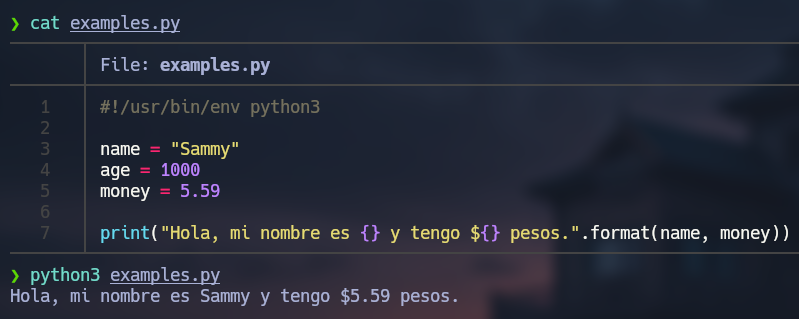 ❯ cat examples.py
File: examples.py
1 #!/usr/bin/env python3
2
3 name = "Sammy"
4 age = 1000
5 money = 5.59
6
7 print("Hola, mi nombre es {} y tengo ${} pesos.".format(name, money))
❯ python3 examples.py
Hola, mi nombre es Sammy y tengo $5.59 pesos.